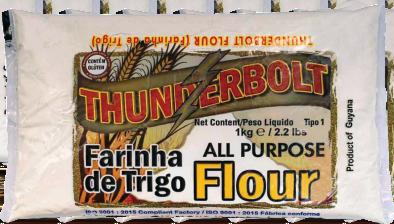 THUNDERBOLT FLOUR (Farinha de Trigo)
CONTÉM
GLÚTEN
THUNDERBOLT
Net Content/Peso Liquido Tipo 1
1kg e / 2.2 lbs
ALL PURPOSE
Farinha
de Trigo
Flour
Product of Guyana
ISO 9001 : 2015 Compliant Factory / ISO 9001 : 2015 Fábrica conforme